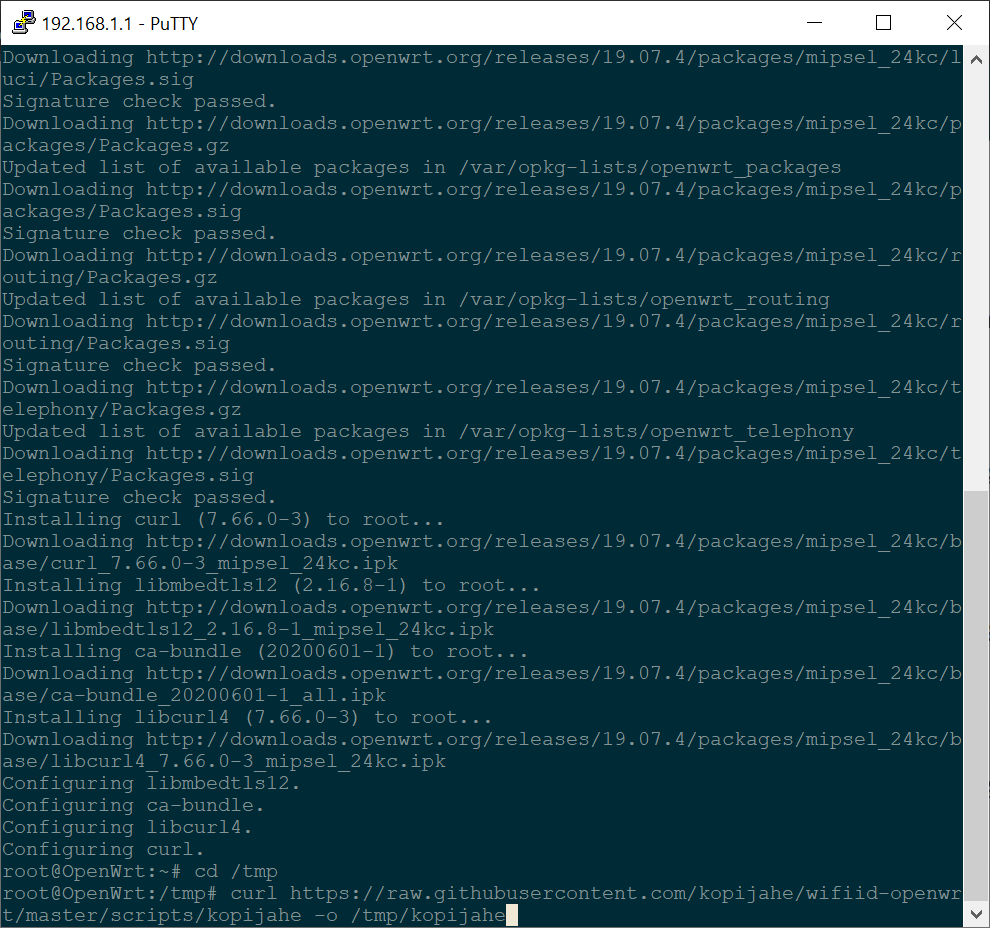 192.168.1.1 - PuTTY
Downloading http://downloads.openwrt.org/releases/19.07.4/packages/mipsel_24kc/l
uci/Packages.sig
Signature check passed.
Downloading http://downloads.openwrt.org/releases/19.07.4/packages/mipsel_24kc/p
ackages/Packages.gz
Updated list of available packages in /var/opkg-lists/openwrt_packages
Downloading http://downloads.openwrt.org/releases/19.07.4/packages/mipsel_24kc/p
ackages/Packages.sig
Signature check passed.
Downloading http://downloads.openwrt.org/releases/19.07.4/packages/mipsel_24kc/r
outing/Packages.gz
Updated list of available packages in /var/opkg-lists/openwrt_routing
Downloading http://downloads.openwrt.org/releases/19.07.4/packages/mipsel_24kc/r
outing/Packages.sig
Signature check passed.
Downloading http://downloads.openwrt.org/releases/19.07.4/packages/mipsel_24kc/t
elephony/Packages.gz
Updated list of available packages in /var/opkg-lists/openwrt_telephony
Downloading http://downloads.openwrt.org/releases/19.07.4/packages/mipsel_24kc/t
elephony/Packages.sig
Signature check passed.
Installing curl (7.66.0-3) to root...
Downloading http://downloads.openwrt.org/releases/19.07.4/packages/mipsel_24kc/b
ase/curl_7.66.0-3_mipsel_24kc.ipk
Installing libmbedtls12 (2.16.8-1) to root...
Downloading http://downloads.openwrt.org/releases/19.07.4/packages/mipsel_24kc/b
ase/libmbedtls12_2.16.8-1_mipsel_24kc.ipk
Installing ca-bundle (20200601-1) to root...
Downloading http://downloads.openwrt.org/releases/19.07.4/packages/mipsel_24kc/b
ase/ca-bundle_20200601-1_all.ipk
Installing libcurl4 (7.66.0-3) to root...
Downloading http://downloads.openwrt.org/releases/19.07.4/packages/mipsel_24kc/b
ase/libcurl4_7.66.0-3_mipsel_24kc.ipk
Configuring libmbedtls12.
Configuring ca-bundle.
Configuring libcurl4.
Configuring curl.
root@OpenWrt:~# cd /tmp
root@OpenWrt:/tmp# curl https://raw.githubusercontent.com/kopijahe/wifiid-openwr
t/master/scripts/kopijahe -o /tmp/kopijahe